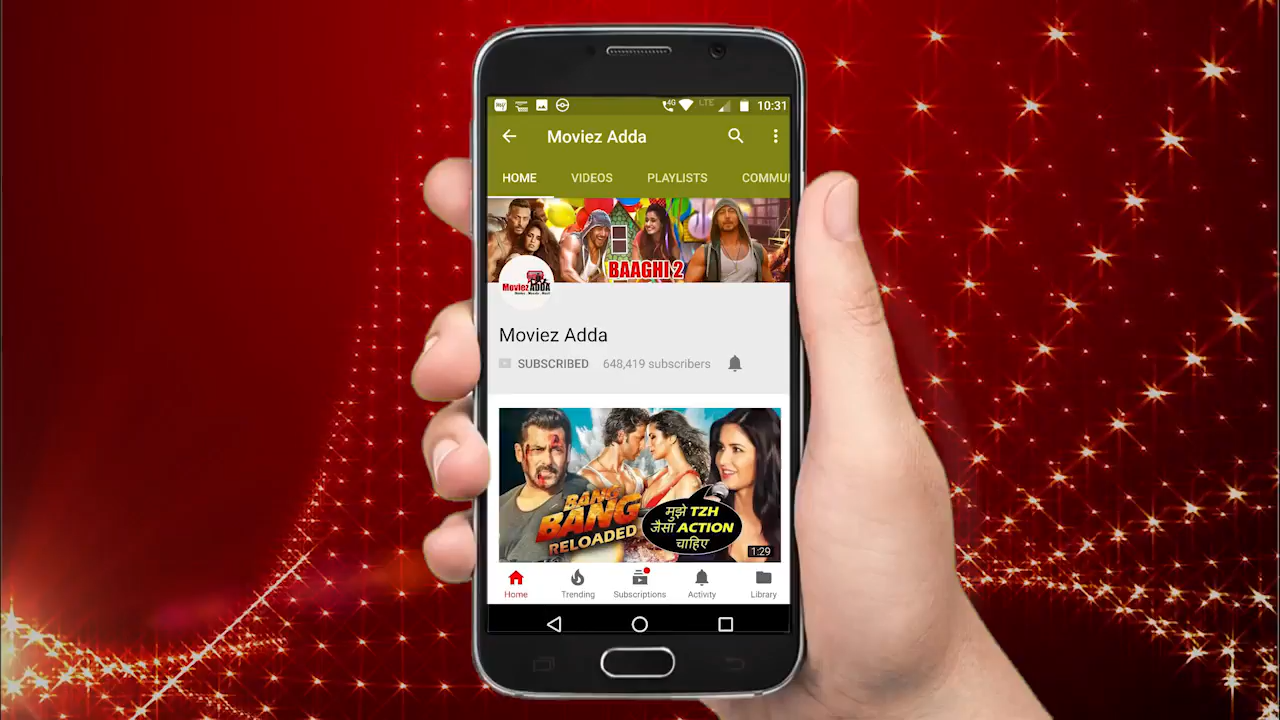 LTE 10:31
Moviez Adda
HOME VIDEOS PLAYLISTS COMMU
BAAGHI 2
Moviez ADDA
Moviez Adda
SUBSCRIBED 648,419 subscribers
BANG
BANG
RELOADED
मुझे TZH
जैसा ACTION
चाहिए
1:29
Home Trending Subscriptions Activity Library